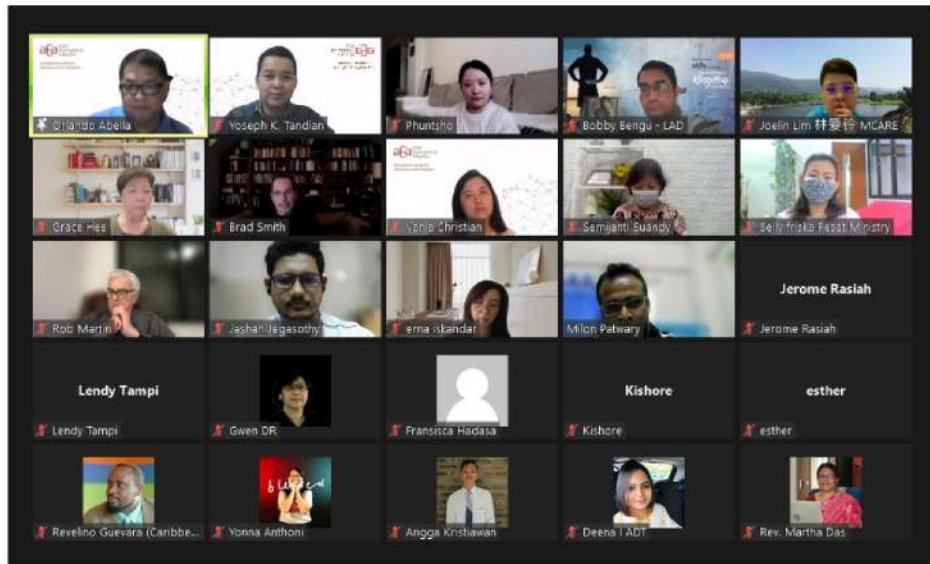 Orlando Abella
Yoseph K. Tandian
Phuntsho
Bobby Bengu - LAD
Joelin Lim 林曼铃 MCARE
Grace Hee
Brad Smith
Vania Christian
Semijanti Suandy
Selly friska Pesat Ministry
Rob Martin
Jashan Jegasothy
erna iskandar
Milon Patwary
Jerome Rasiah
Jerome Rasiah
Lendy Tampi
Kishore
esther
Lendy Tampi
Gwen DR
Fransisca Hadasa
Kishore
esther
Revelino Guevara (Caribbe...
Yonna Anthoni
Angga Kristiawan
Deena I ADT
Rev. Martha Das